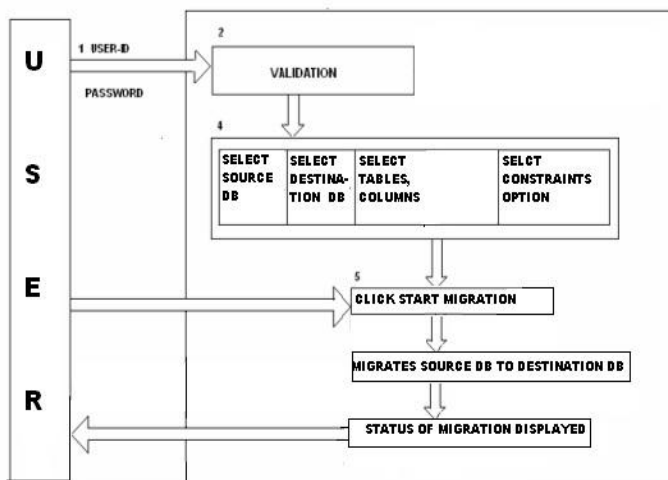 U
S
E
R
1 USER-ID
PASSWORD
2
VALIDATION
4
SELECT
SOURCE
DB
SELECT
DESTINA-
TION DB
SELECT
TABLES,
COLUMNS
SELCT
CONSTRAINTS
OPTION
5
CLICK START MIGRATION
MIGRATES SOURCE DB TO DESTINATION DB
STATUS OF MIGRATION DISPLAYED